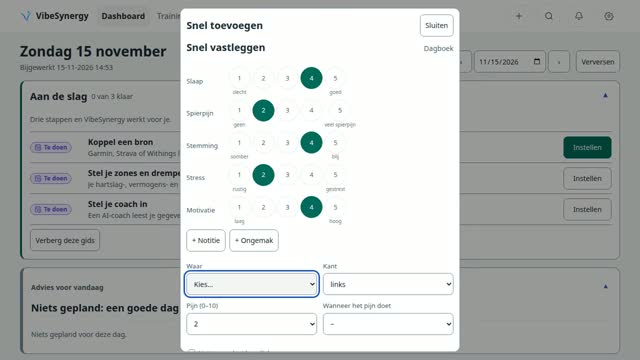 VibeSynergy
Dashboard
Zondag 15 november
Bijgewerkt 15-11-2026 14:53
11/15/2026
›
Verversen
Aan de slag
0 van 3 klaar
Drie stappen en VibeSynergy werkt voor je.
Te doen
Koppel een bron
Garmin, Strava of Withings
Instellen
Te doen
Stel je zones en
Je hartslag-, vermogens- en
Instellen
Te doen
Stel je coach in
Een AI-coach leest je
Instellen
Verberg deze gids
Advies voor vandaag
Niets gepland: een goede dag
Niets gepland voor deze dag.
Snel toevoegen
Sluiten
Snel vastleggen
Dagboek
Slaap
1 2 3 4 5
slecht goed
Spierpijn
1 2 3 4 5
geen veel spierpijn
Stemming
1 2 3 4 5
somber blij
Stress
1 2 3 4 5
rustig gestrest
Motivatie
1 2 3 4 5
laag hoog
+ Notitie
+ Ongemak
Waar
Kant
Kies...
links
Pijn (0–10)
Wanneer het pijn doet
2
–